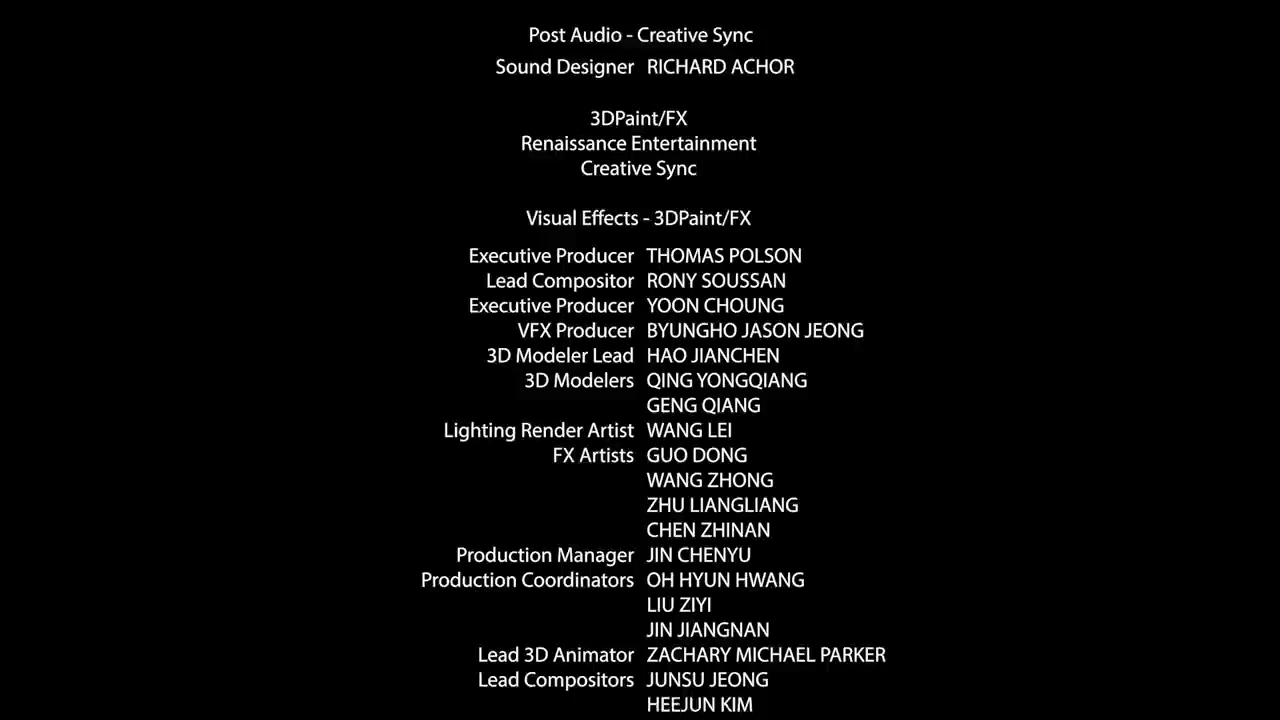 Post Audio - Creative Sync
Sound Designer RICHARD ACHOR
3DPaint/FX
Renaissance Entertainment
Creative Sync
Visual Effects - 3DPaint/FX
Executive Producer THOMAS POLSON
Lead Compositor RONY SOUSSAN
Executive Producer YOON CHOUNG
VFX Producer BYUNGHO JASON JEONG
3D Modeler Lead HAO JIANCHEN
3D Modelers QING YONGQIANG
GENG QIANG
Lighting Render Artist WANG LEI
FX Artists GUO DONG
WANG ZHONG
ZHU LIANGLIANG
CHEN ZHINAN
Production Manager JIN CHENYU
Production Coordinators OH HYUN HWANG
LIU ZIYI
JIN JIANGNAN
Lead 3D Animator ZACHARY MICHAEL PARKER
Lead Compositors JUNSU JEONG
HEEJUN KIM